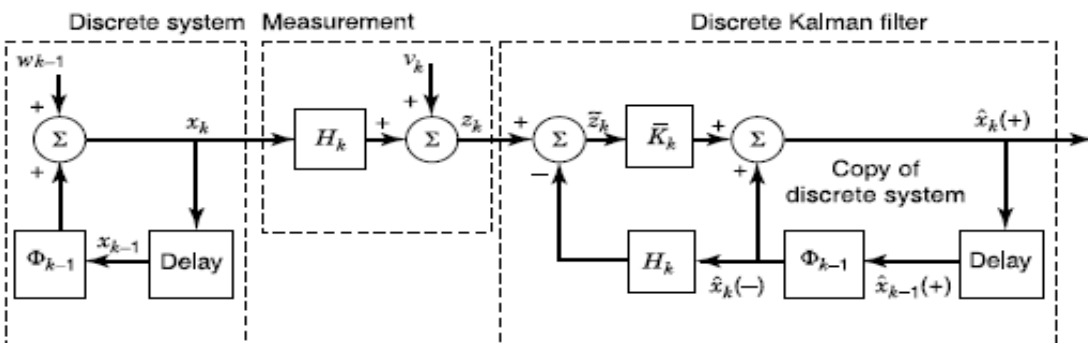 Discrete system
Measurement
Discrete Kalman filter
wk−1
+
Σ
+
xk
Φk−1
xk−1
Delay
Hk
+
vk
+
Σ
zk
+
Σ
−
z̅k
K̅k
+
Σ
+
x̂k(+)
Copy of
discrete system
Hk
x̂k(−)
Φk−1
x̂k−1(+)
Delay